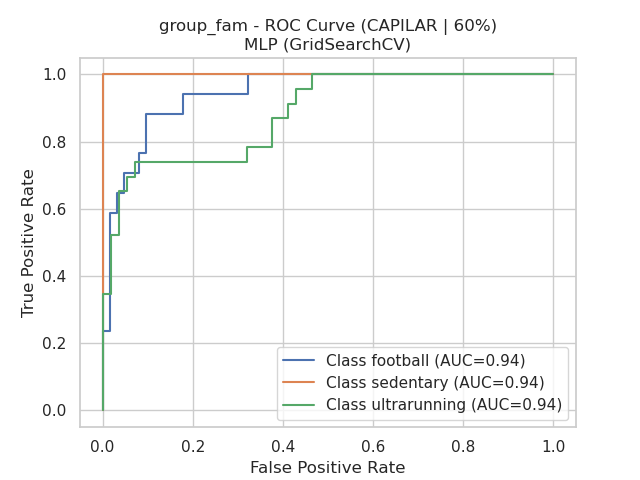 group_fam - ROC Curve (CAPILAR | 60%)
MLP (GridSearchCV)
True Positive Rate
1.0
0.8
0.6
0.4
0.2
0.0
Class football (AUC=0.94)
Class sedentary (AUC=0.94)
Class ultrarunning (AUC=0.94)
0.0 0.2 0.4 0.6 0.8 1.0
False Positive Rate